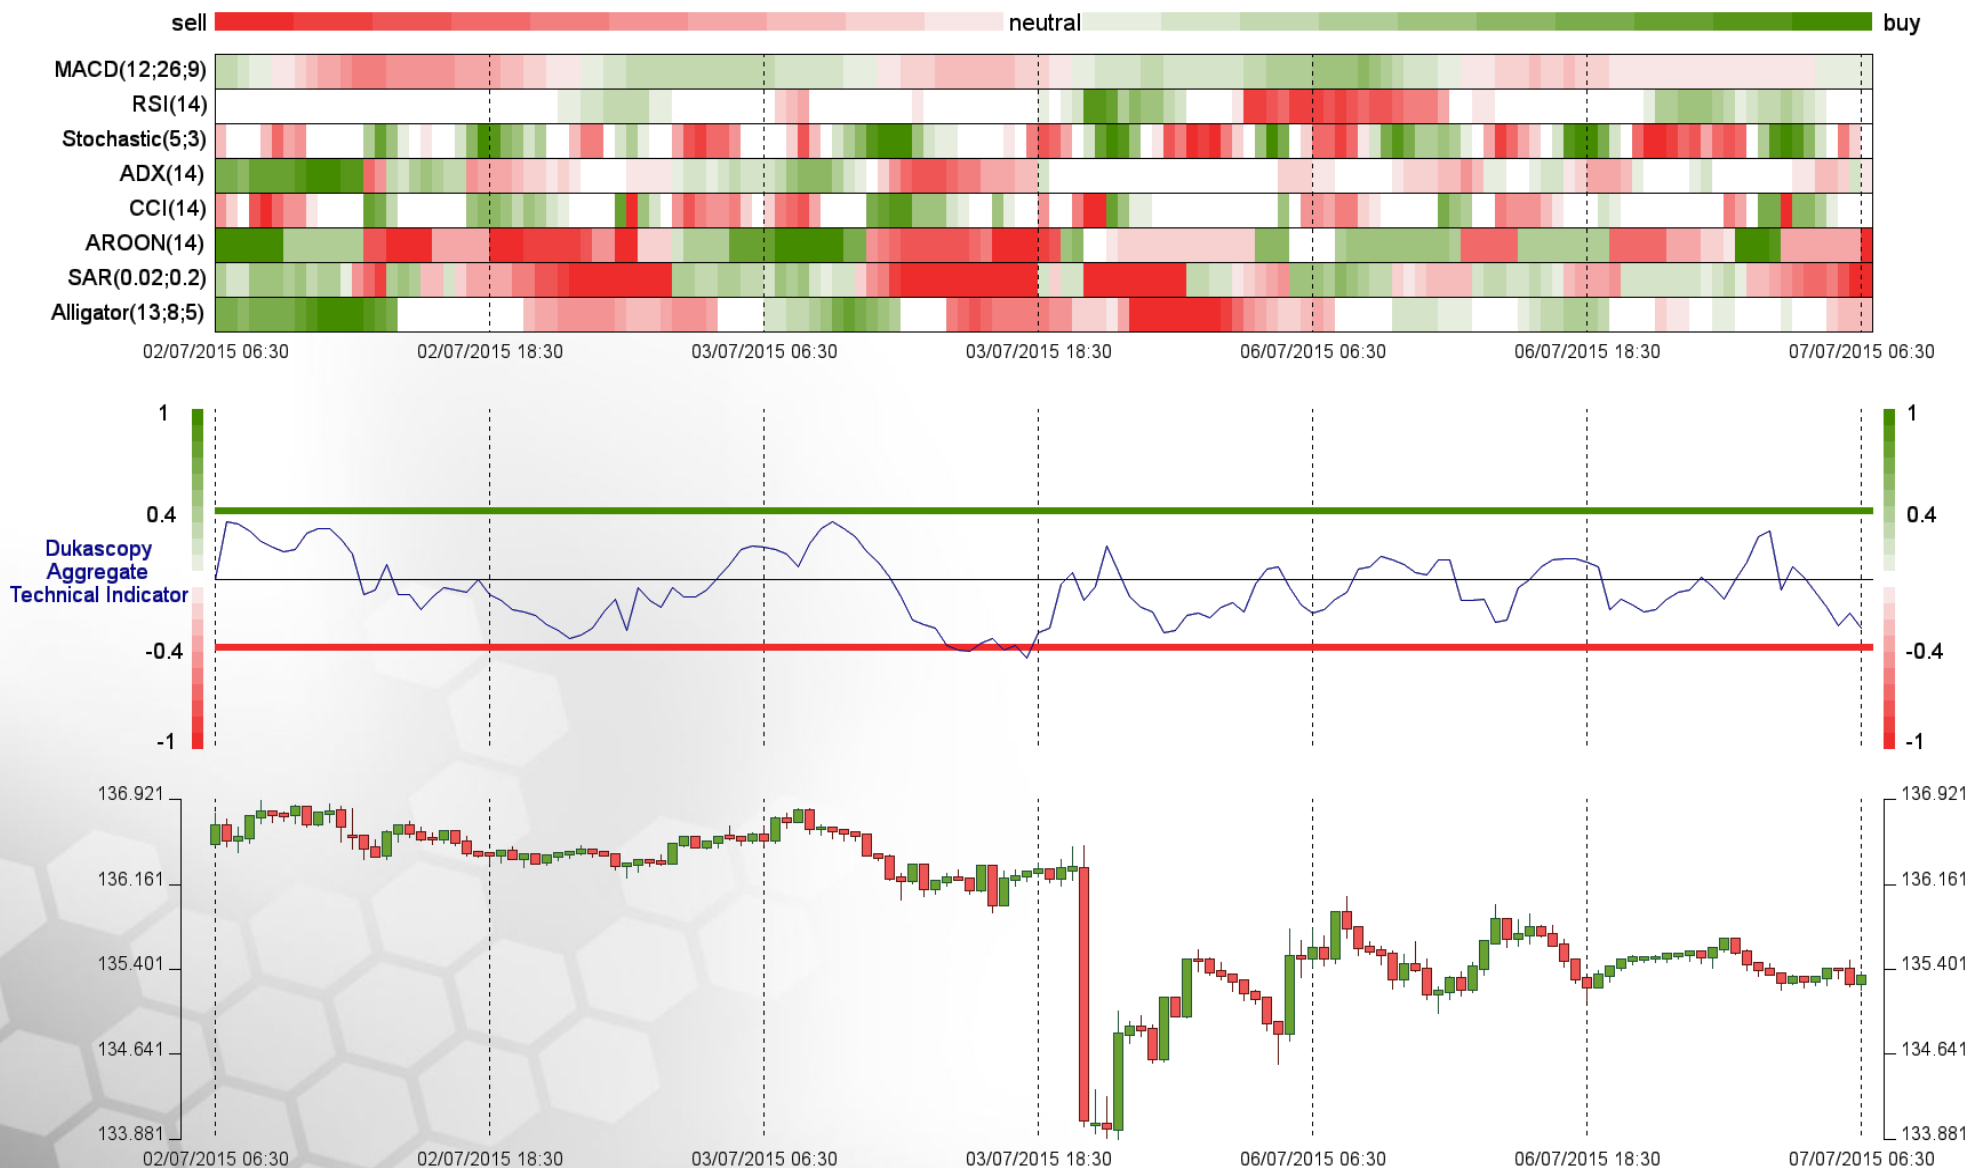 sell neutral buy
MACD(12;26;9)
RSI(14)
Stochastic(5;3)
ADX(14)
CCI(14)
AROON(14)
SAR(0.02;0.2)
Alligator(13;8;5)
02/07/2015 06:30 02/07/2015 18:30 03/07/2015 06:30 03/07/2015 18:30 06/07/2015 06:30 06/07/2015 18:30 07/07/2015 06:30
1 1
0.4 0.4
Dukascopy
Aggregate
Technical Indicator
-0.4 -0.4
-1 -1
136.921 136.921
136.161 136.161
135.401 135.401
134.641 134.641
133.881 133.881
02/07/2015 06:30 02/07/2015 18:30 03/07/2015 06:30 03/07/2015 18:30 06/07/2015 06:30 06/07/2015 18:30 07/07/2015 06:30